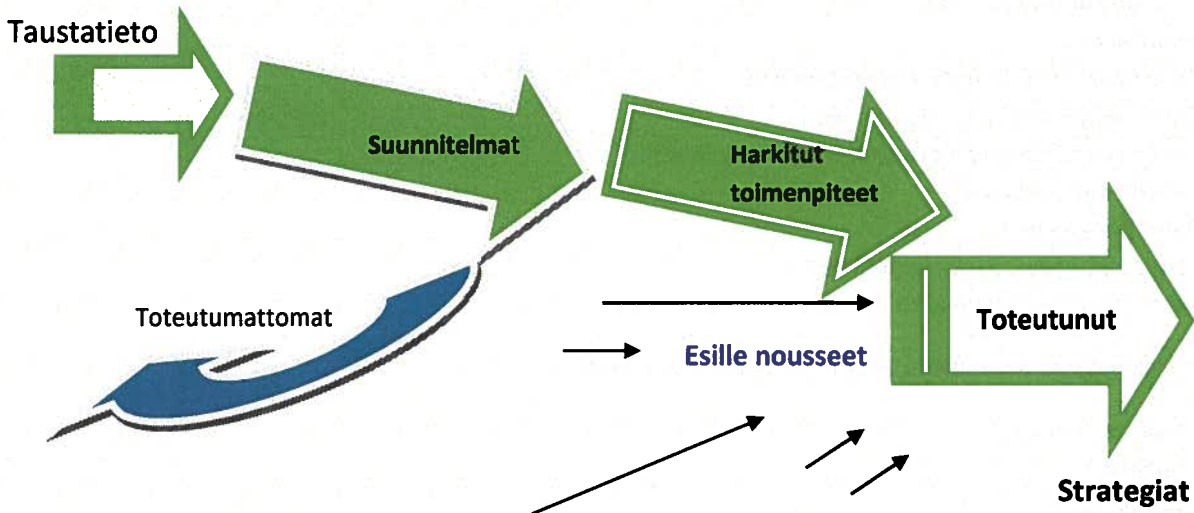 Taustatieto
Suunnitelmat
Harkitut
toimenpiteet
Toteutumattomat
Toteutunut
Esille nousseet
Strategiat